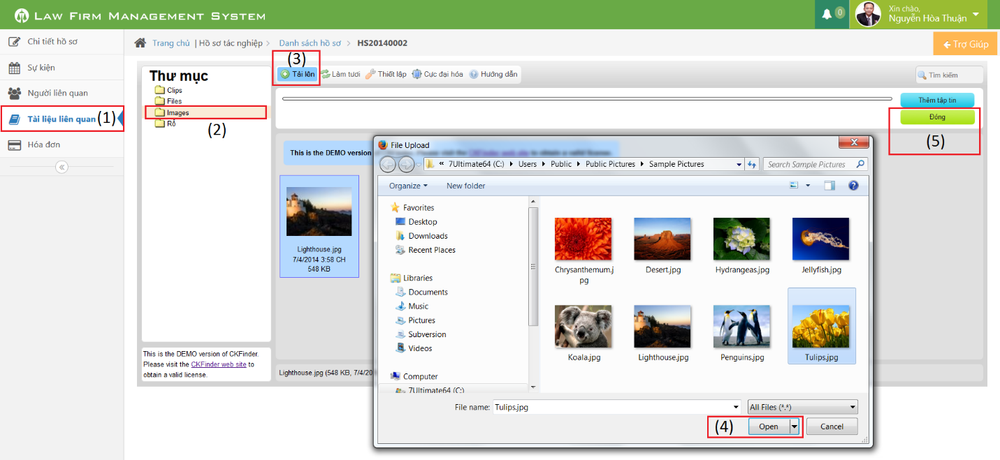 LAW FIRM MANAGEMENT SYSTEM
0
Xin chào,
Nguyễn Hòa Thuận
Chi tiết hồ sơ
Sự kiện
Người liên quan
Tài liệu liên quan (1)
Hóa đơn
Trang chủ | Hồ sơ tác nghiệp > Danh sách hồ sơ > HS20140002
Trợ Giúp
(3)
Thư mục
Clips
Files
Images
Rổ
(2)
Tải lên
Làm tươi
Thiết lập
Cực đại hóa
Hướng dẫn
Tìm kiếm
Thêm tập tin
Đóng
(5)
This is the DEMO version
Lighthouse.jpg
7/4/2014 3:58 CH
548 KB
This is the DEMO version of CKFinder.
Please visit the CKFinder web site to
obtain a valid license.
Lighthouse.jpg (548 KB, 7/4/20
File Upload
« 7Ultimate64 (C:) Users Public Public Pictures Sample Pictures
Search Sample Pictures
Organize
New folder
Favorites
Desktop
Downloads
Recent Places
Libraries
Documents
Music
Pictures
Subversion
Videos
Computer
7Ultimate64 (C:)
Chrysanthemum.j
pg
Desert.jpg
Hydrangeas.jpg
Jellyfish.jpg
Koala.jpg
Lighthouse.jpg
Penguins.jpg
Tulips.jpg
File name: Tulips.jpg
All Files (*.*)
(4)
Open
Cancel